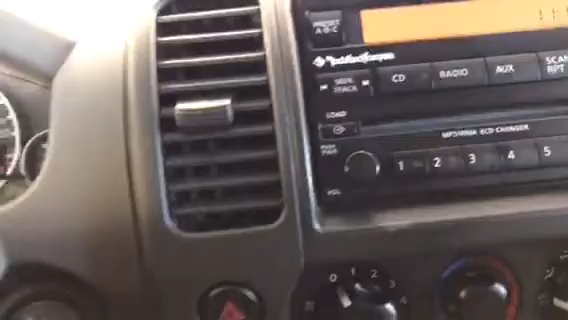 PRESET
A·B·C
Rockford Fosgate
SEEK
TRACK
CD
RADIO
AUX
SCAN
RPT
LOAD
MP3/WMA 6CD CHANGER
PUSH
PWR
1 2 3 4 5
VOL
0 1 2 3 4